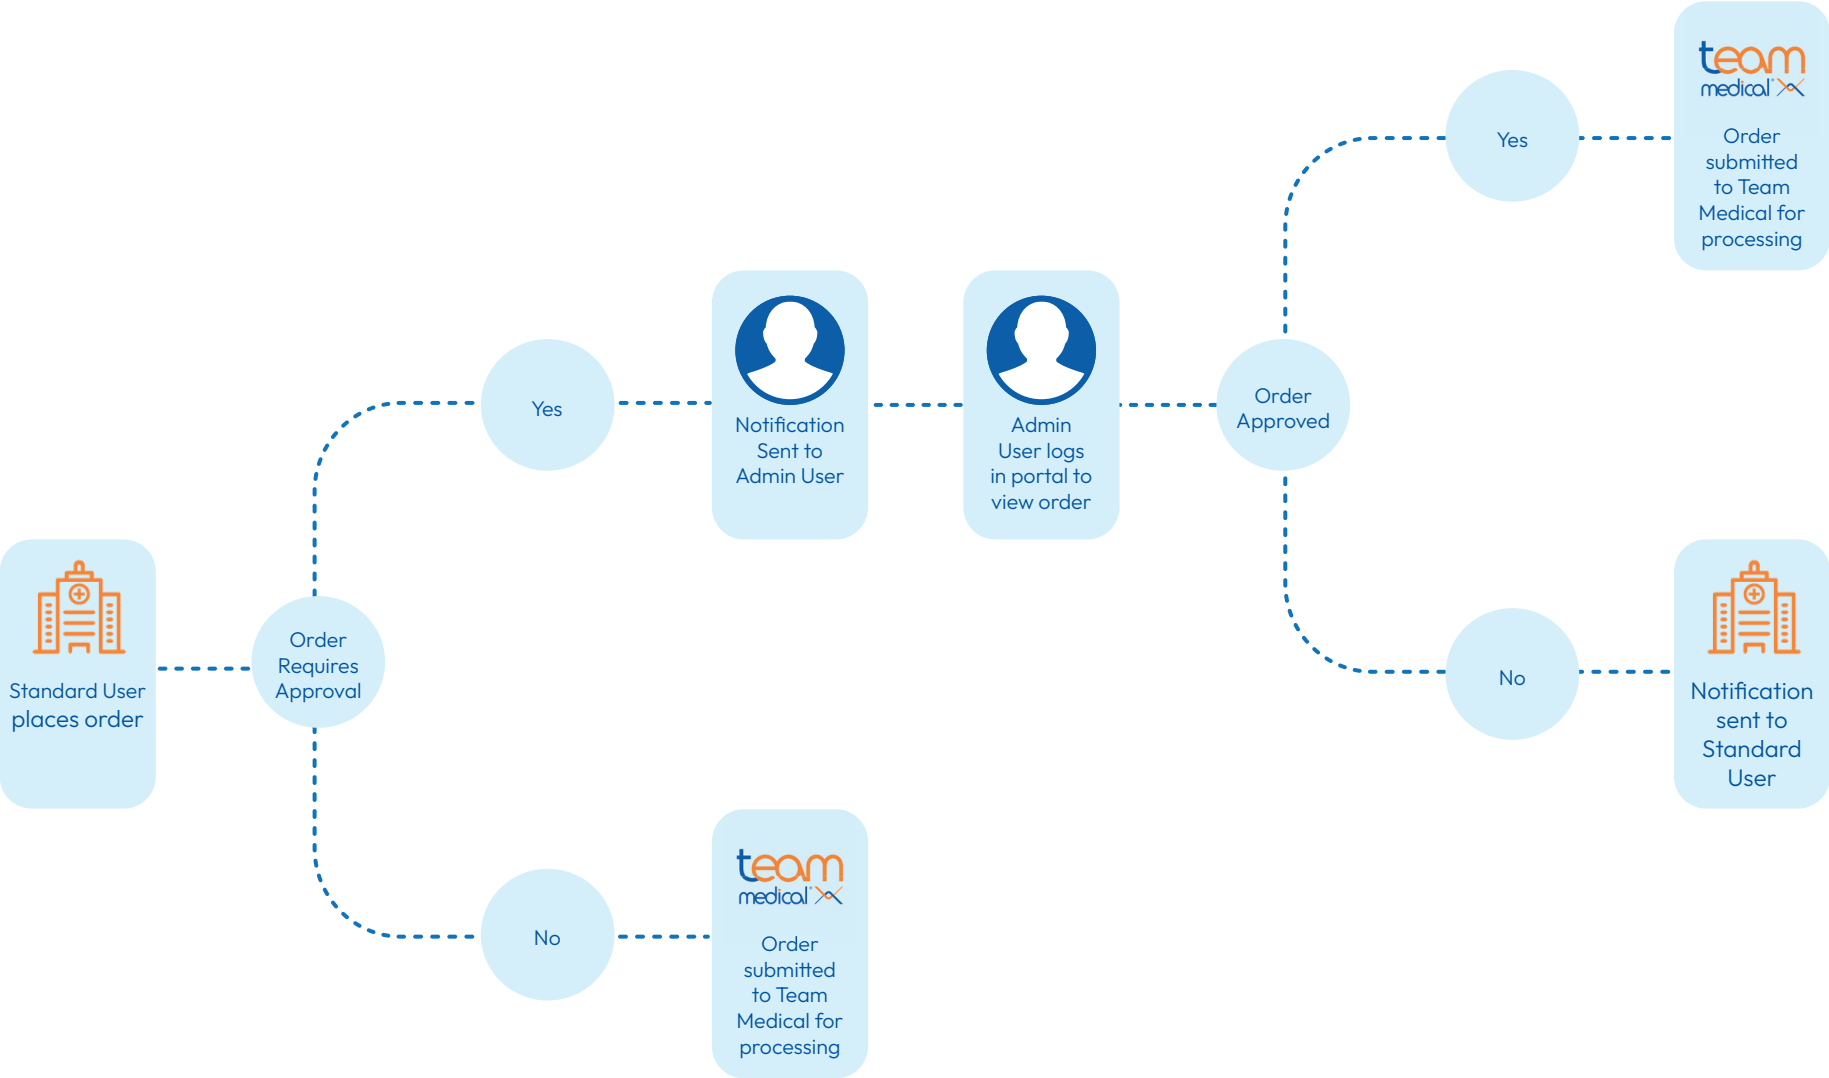 Standard User
places order
Order
Requires
Approval
Yes
Notification
Sent to
Admin User
Admin
User logs
in portal to
view order
Order
Approved
Yes
team
medical®
Order
submitted
to Team
Medical for
processing
No
Notification
sent to
Standard
User
No
team
medical®
Order
submitted
to Team
Medical for
processing